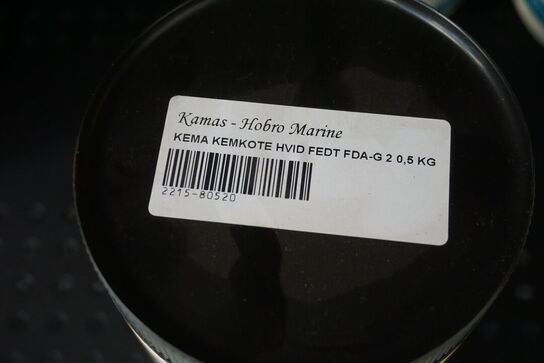 Kamas - Hobro Marine
KEMA KEMKOTE HVID FEDT FDA-G 2 0,5 KG
2215-80520